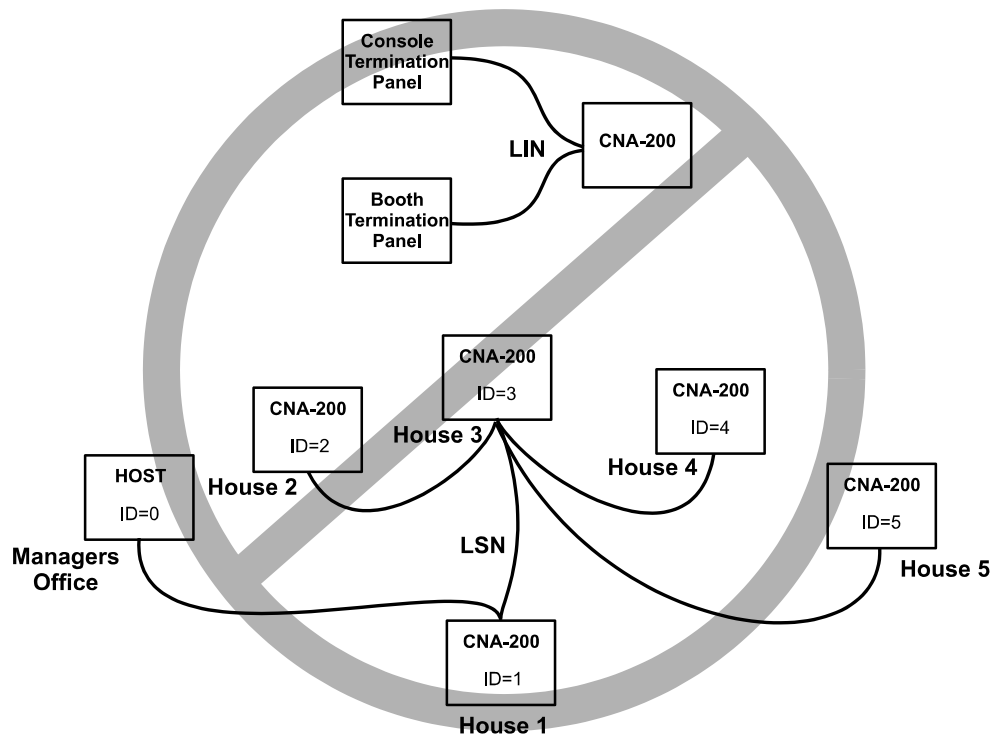 Console
Termination
Panel
CNA-200
LIN
Booth
Termination
Panel
CNA-200
ID=3
House 3
CNA-200
ID=2
House 2
CNA-200
ID=4
House 4
HOST
ID=0
Managers
Office
CNA-200
ID=5
House 5
LSN
CNA-200
ID=1
House 1